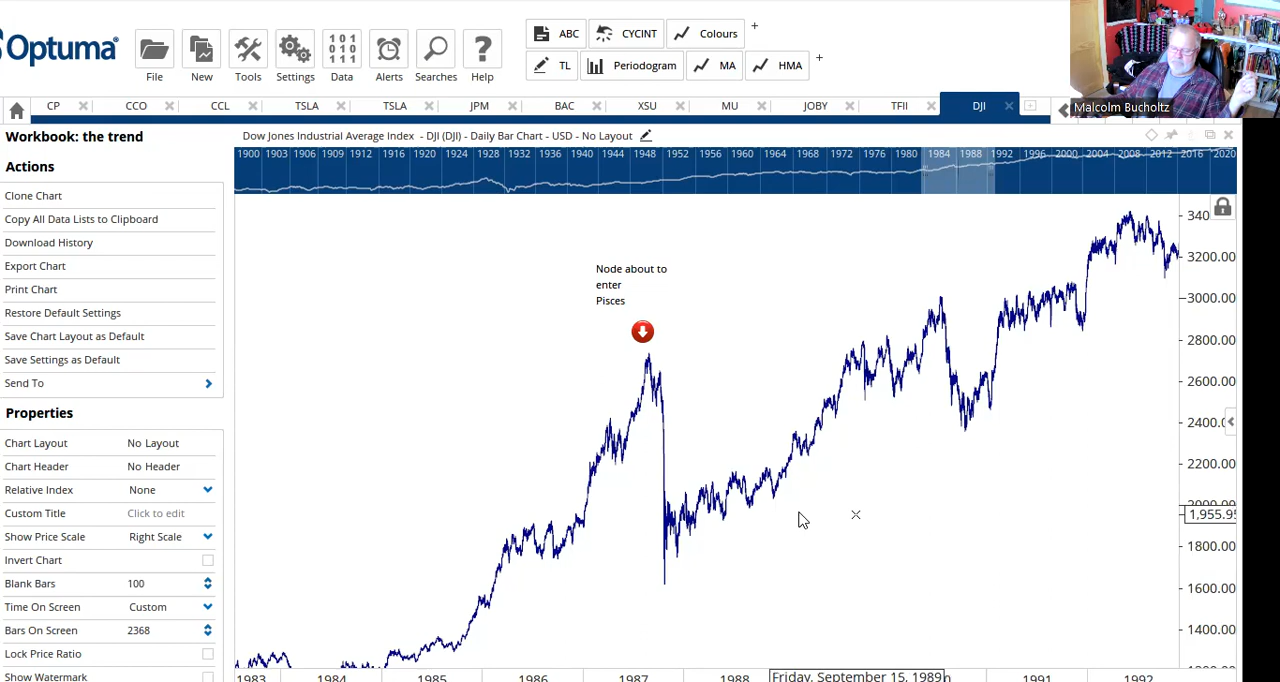 Optuma
File
New
Tools
Settings
Data
Alerts
Searches
Help
ABC
CYCINT
Colours
+
TL
Periodogram
MA
HMA
+
Malcolm Bucholtz
CP
CCO
CCL
TSLA
TSLA
JPM
BAC
XSU
MU
JOBY
TFII
DJI
Workbook: the trend
Actions
Clone Chart
Copy All Data Lists to Clipboard
Download History
Export Chart
Print Chart
Restore Default Settings
Save Chart Layout as Default
Save Settings as Default
Send To
Properties
Chart Layout No Layout
Chart Header No Header
Relative Index None
Custom Title Click to edit
Show Price Scale Right Scale
Invert Chart
Blank Bars 100
Time On Screen Custom
Bars On Screen 2368
Lock Price Ratio
Show Watermark
Dow Jones Industrial Average Index - DJI (DJI) - Daily Bar Chart - USD - No Layout
1900 1903 1906 1909 1912 1916 1920 1924 1928 1932 1936 1940 1944 1948 1952 1956 1960 1964 1968 1972 1976 1980 1984 1988 1992 1996 2000 2004 2008 2012 2016 2020
Node about to
enter
Pisces
3200.00
3000.00
2800.00
2600.00
2400.0
2200.00
1,955.95
1800.00
1600.00
1400.00
1983 1984 1985 1986 1987 1988 Friday, September 15, 1989 1991 1992